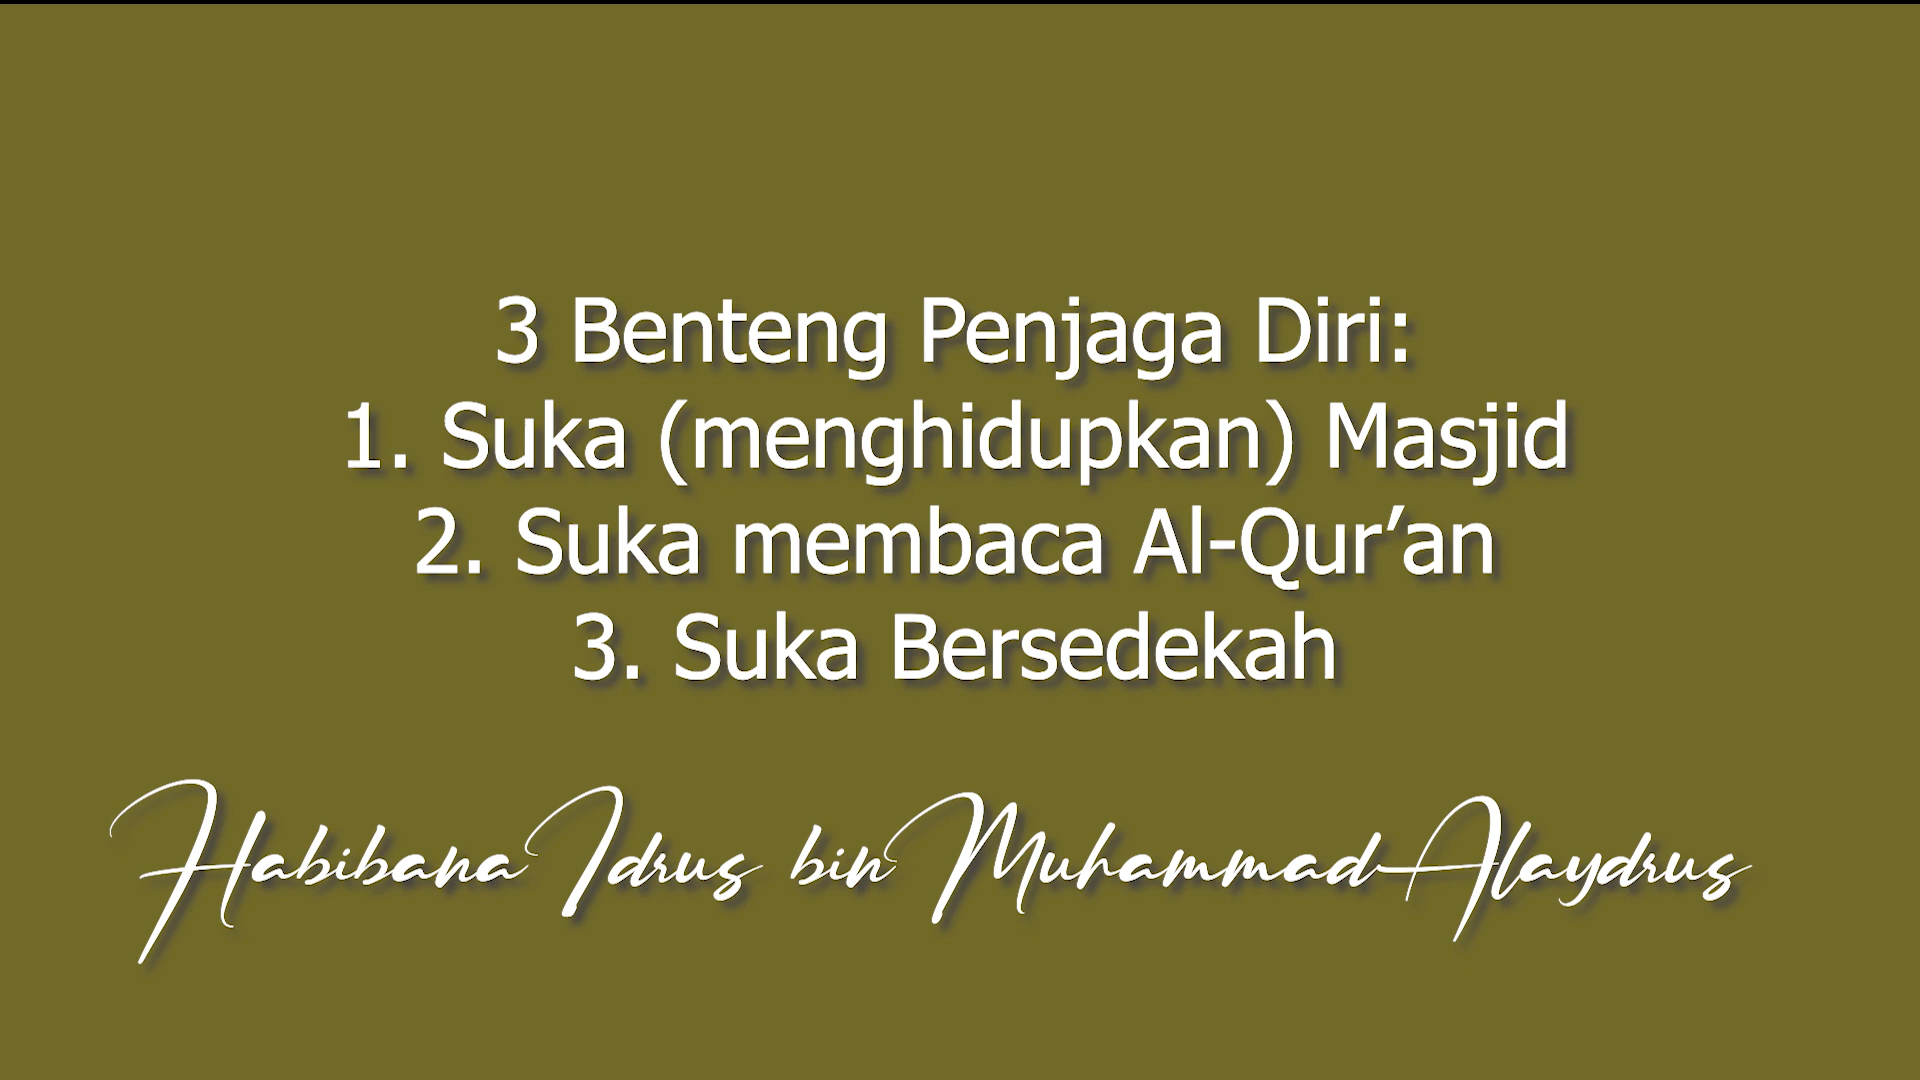 3 Benteng Penjaga Diri:
1. Suka (menghidupkan) Masjid
2. Suka membaca Al-Qur’an
3. Suka Bersedekah
Habibana Idrus bin Muhammad Alaydrus